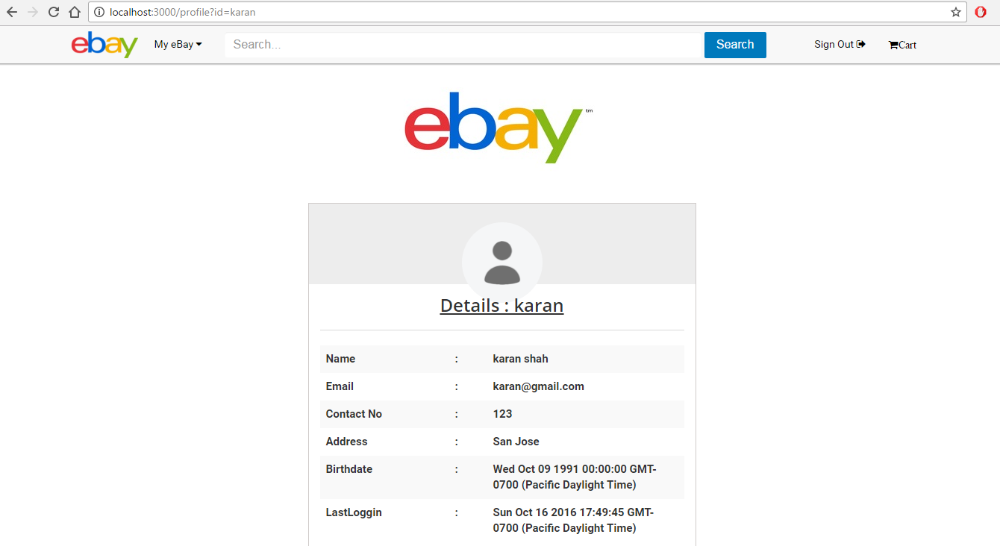 localhost:3000/profile?id=karan
ebay My eBay Search... Search Sign Out Cart
ebay™
Details : karan
Name : karan shah
Email : karan@gmail.com
Contact No : 123
Address : San Jose
Birthdate : Wed Oct 09 1991 00:00:00 GMT-
0700 (Pacific Daylight Time)
LastLoggin : Sun Oct 16 2016 17:49:45 GMT-
0700 (Pacific Daylight Time)